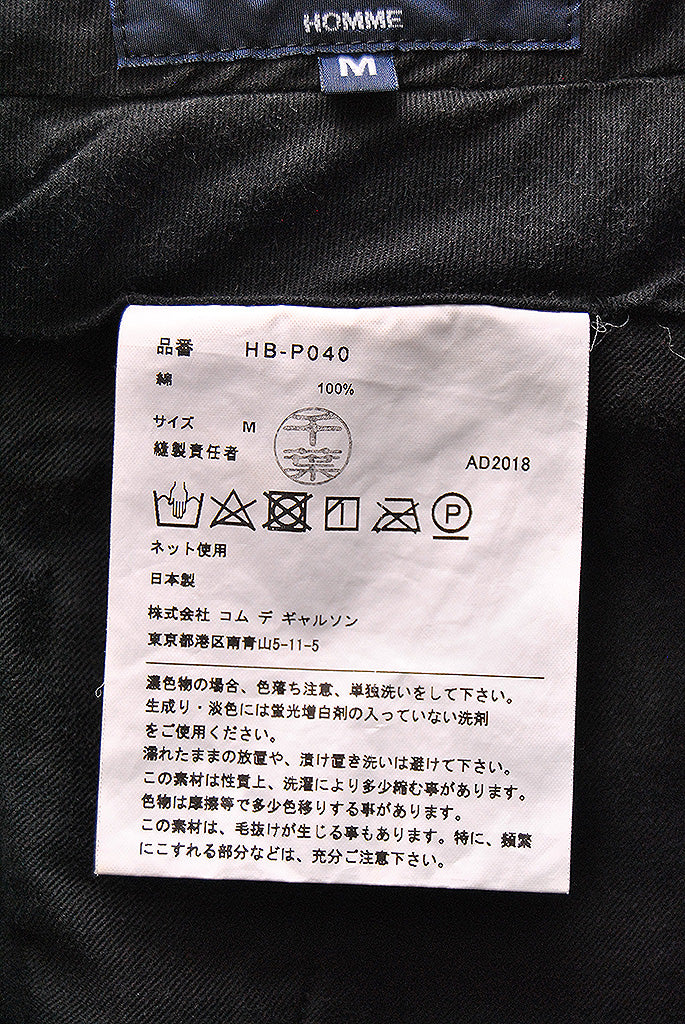 HOMME
M
品番 HB-P040
綿 100%
サイズ M
縫製責任者 千葉 AD2018
P
ネット使用
日本製
株式会社 コム デ ギャルソン
東京都港区南青山5-11-5
濃色物の場合、色落ち注意、単独洗いをして下さい。
生成り・淡色には蛍光増白剤の入っていない洗剤
をご使用ください。
濡れたままの放置や、漬け置き洗いは避けて下さい。
この素材は性質上、洗濯により多少縮む事があります。
色物は摩擦等で多少色移りする事があります。
この素材は、毛抜けが生じる事もあります。特に、頻繁
にこすれる部分などは、充分ご注意下さい。